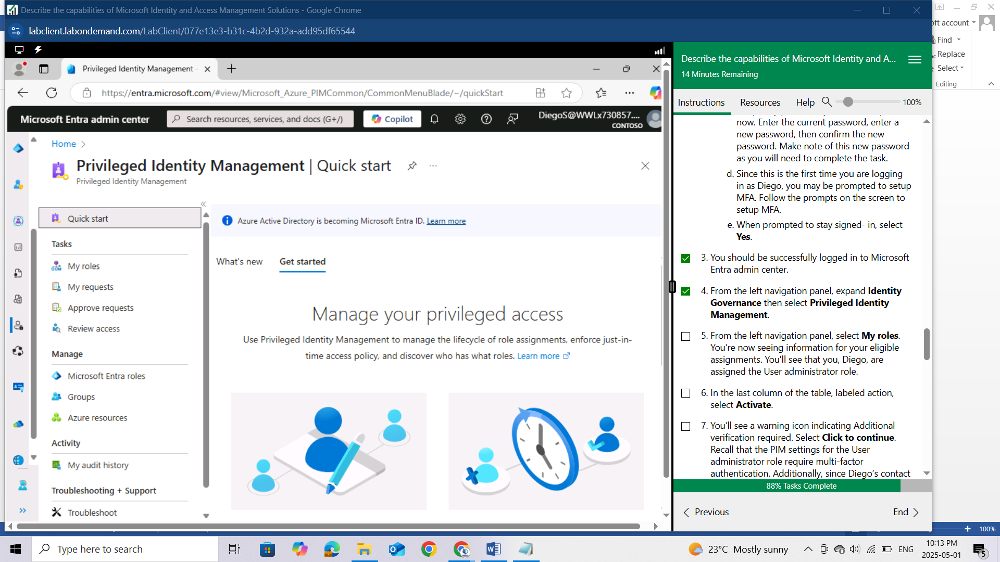 Describe the capabilities of Microsoft Identity and Access Management Solutions - Google Chrome
labclient.labondemand.com/LabClient/077e13e3-b31c-4b2d-932a-add95df65544
Privileged Identity Management -
https://entra.microsoft.com/#view/Microsoft_Azure_PIMCommon/CommonMenuBlade/~/quickStart
Microsoft Entra admin center
Search resources, services, and docs (G+/)
Copilot
DiegoS@WWLx730857....
CONTOSO
Home
Privileged Identity Management | Quick start
Privileged Identity Management
Quick start
Tasks
My roles
My requests
Approve requests
Review access
Manage
Microsoft Entra roles
Groups
Azure resources
Activity
My audit history
Troubleshooting + Support
Troubleshoot
Azure Active Directory is becoming Microsoft Entra ID. Learn more
What's new
Get started
Manage your privileged access
Use Privileged Identity Management to manage the lifecycle of role assignments, enforce just-in-
time access policy, and discover who has what roles. Learn more
Describe the capabilities of Microsoft Identity and A...
14 Minutes Remaining
Instructions
Resources
Help
100%
now. Enter the current password, enter a
new password, then confirm the new
password. Make note of this new password
as you will need to complete the task.
d. Since this is the first time you are logging
in as Diego, you may be prompted to setup
MFA. Follow the prompts on the screen to
setup MFA.
e. When prompted to stay signed- in, select
Yes.
3. You should be successfully logged in to Microsoft
Entra admin center.
4. From the left navigation panel, expand Identity
Governance then select Privileged Identity
Management.
5. From the left navigation panel, select My roles.
You're now seeing information for your eligible
assignments. You'll see that you, Diego, are
assigned the User administrator role.
6. In the last column of the table, labeled action,
select Activate.
7. You'll see a warning icon indicating Additional
verification required. Select Click to continue.
Recall that the PIM settings for the User
administrator role require multi-factor
authentication. Additionally, since Diego's contact
88% Tasks Complete
Previous
End
oft account
Find
Replace
Select
Editing
100%
Type here to search
23°C Mostly sunny
ENG
10:13 PM
2025-05-01
5